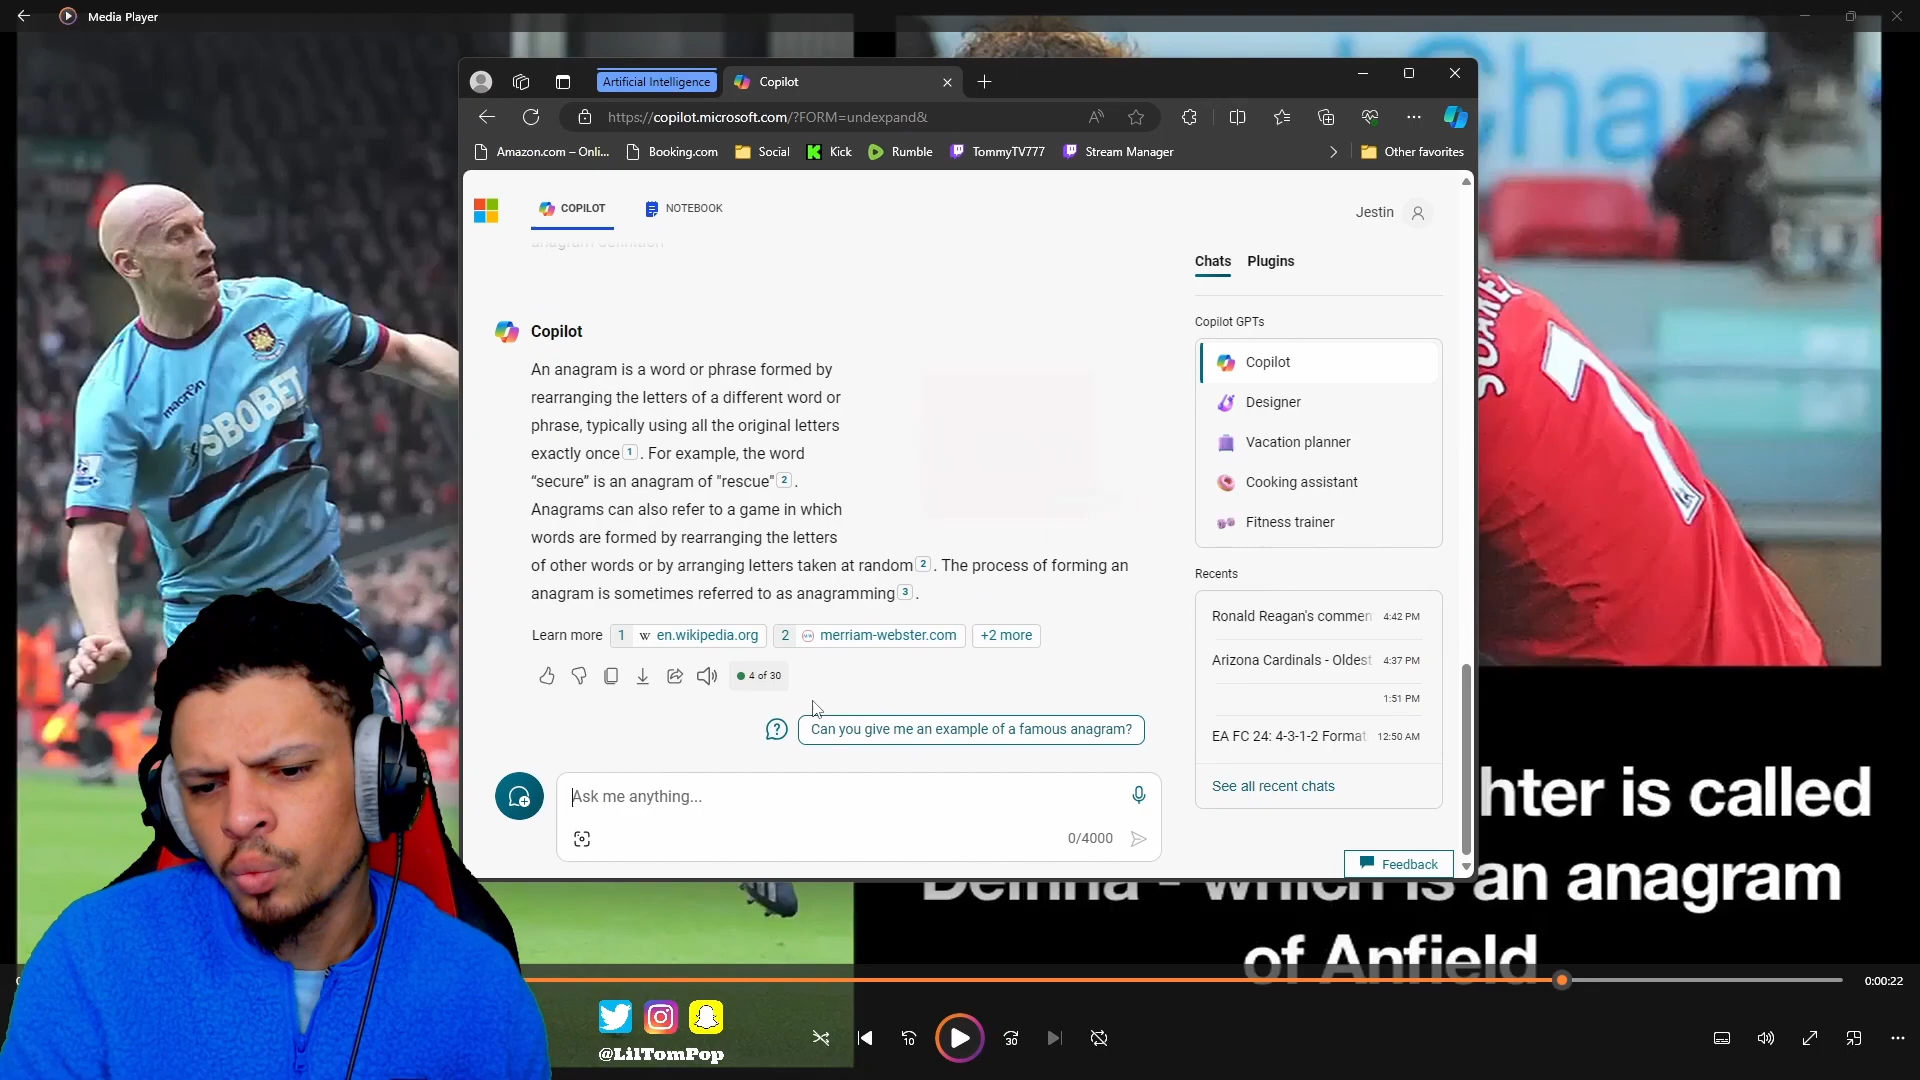 Media Player
Artificial Intelligence
Copilot
https://copilot.microsoft.com/?FORM=undexpand&
Amazon.com – Onli...
Booking.com
Social
Kick
Rumble
TommyTV777
Stream Manager
Other favorites
COPILOT
NOTEBOOK
Jestin
anagram definition
Chats
Plugins
Copilot
An anagram is a word or phrase formed by
rearranging the letters of a different word or
phrase, typically using all the original letters
exactly once 1 . For example, the word
“secure” is an anagram of "rescue" 2 .
Anagrams can also refer to a game in which
words are formed by rearranging the letters
of other words or by arranging letters taken at random 2 . The process of forming an
anagram is sometimes referred to as anagramming 3 .
Learn more 1 W en.wikipedia.org 2 merriam-webster.com +2 more
4 of 30
Can you give me an example of a famous anagram?
Ask me anything...
0/4000
Copilot GPTs
Copilot
Designer
Vacation planner
Cooking assistant
Fitness trainer
Recents
Ronald Reagan's commen 4:42 PM
Arizona Cardinals - Oldest 4:37 PM
1:51 PM
EA FC 24: 4-3-1-2 Format 12:50 AM
See all recent chats
Feedback
macron
SBOBET
Cha
7
hter is called
which is an anagram
of Anfield
0:00:22
10
30
@LilTomPop